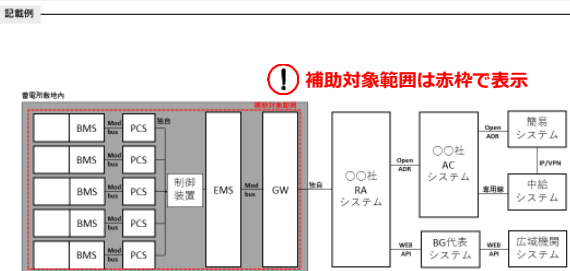 記載例
! 補助対象範囲は赤枠で表示
蓄電所敷地内
補助対象範囲
BMS
Mod
bus
PCS
独自
BMS
Mod
bus
PCS
BMS
Mod
bus
PCS
BMS
Mod
bus
PCS
BMS
Mod
bus
PCS
制御
装置
EMS
Mod
bus
GW
独自
〇〇社
RA
システム
Open
ADR
〇〇社
AC
システム
Open
ADR
簡易
システム
IP/VPN
専用線
中給
システム
WEB
API
BG代表
システム
WEB
API
広域機関
システム